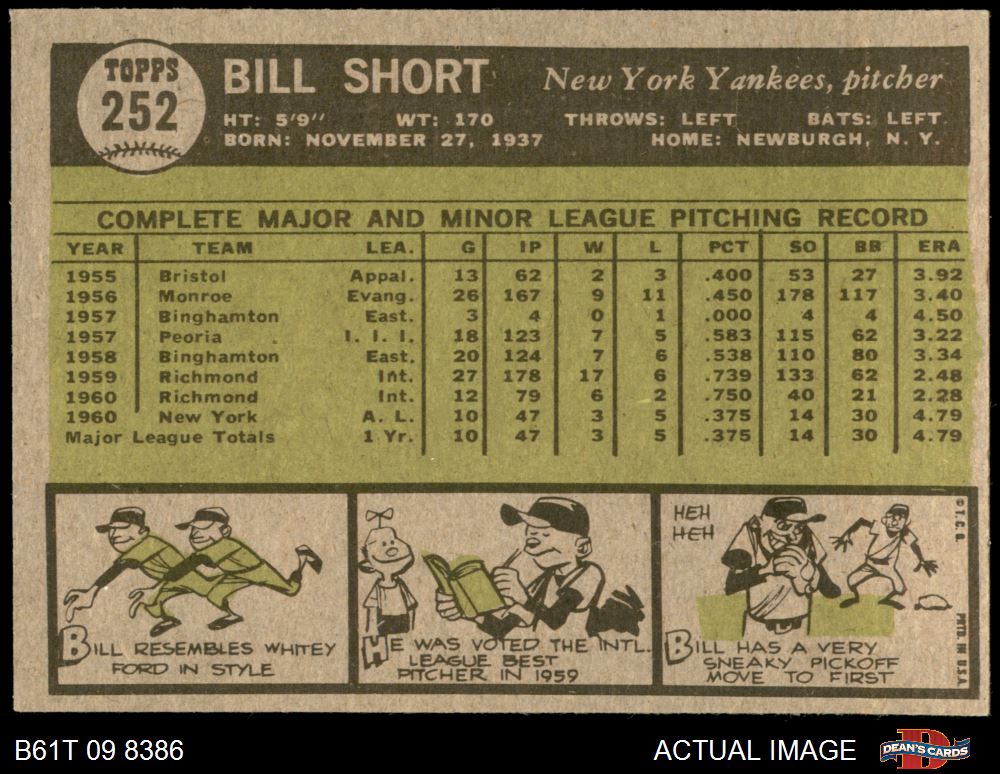 TOPPS
252
BILL SHORT New York Yankees, pitcher
HT: 5'9" WT: 170 THROWS: LEFT BATS: LEFT
BORN: NOVEMBER 27, 1937 HOME: NEWBURGH, N. Y.
COMPLETE MAJOR AND MINOR LEAGUE PITCHING RECORD
YEAR TEAM LEA. G IP W L PCT SO BB ERA
1955 Bristol Appal. 13 62 2 3 .400 53 27 3.92
1956 Monroe Evang. 26 167 9 11 .450 178 117 3.40
1957 Binghamton East. 3 4 0 1 .000 4 4 4.50
1957 Peoria I. I. I. 18 123 7 5 .583 115 62 3.22
1958 Binghamton East. 20 124 7 6 .538 110 80 3.34
1959 Richmond Int. 27 178 17 6 .739 133 62 2.48
1960 Richmond Int. 12 79 6 2 .750 40 21 2.28
1960 New York A. L. 10 47 3 5 .375 14 30 4.79
Major League Totals 1 Yr. 10 47 3 5 .375 14 30 4.79
BILL RESEMBLES WHITEY
FORD IN STYLE
HE WAS VOTED THE INTL.
LEAGUE BEST
PITCHER IN 1959
HEH
HEH
BILL HAS A VERY
SNEAKY PICKOFF
MOVE TO FIRST
© T. C. G.
PRTD. IN U.S.A.
B61T 09 8386 ACTUAL IMAGE
DEAN'S CARDS